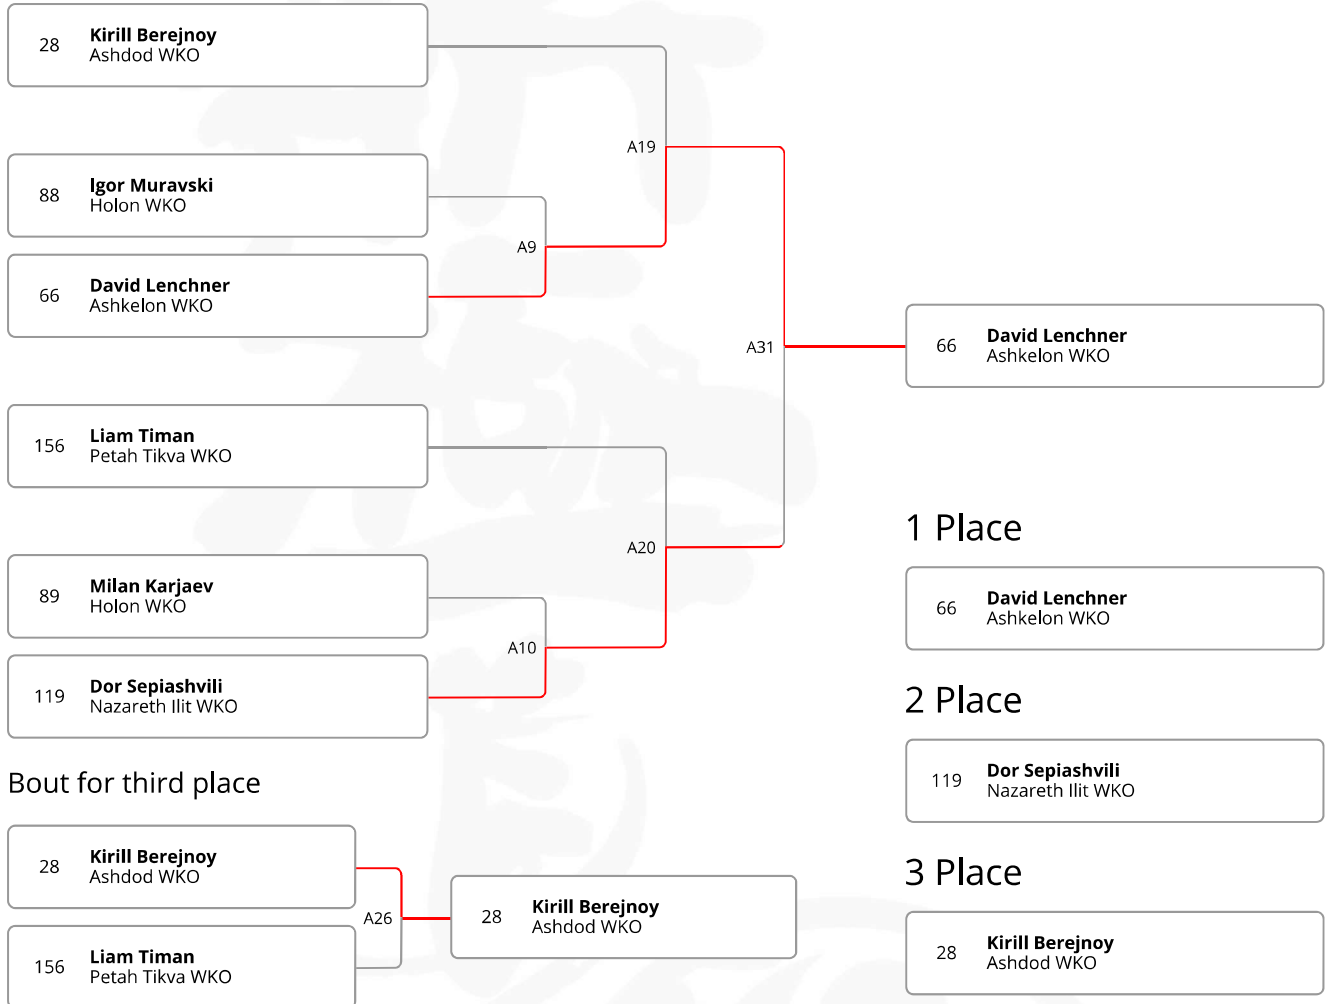 28
Kirill Berejnoy
Ashdod WKO
A19
88
Igor Muravski
Holon WKO
A9
66
David Lenchner
Ashkelon WKO
A31
66
David Lenchner
Ashkelon WKO
156
Liam Timan
Petah Tikva WKO
1 Place
A20
89
Milan Karjaev
Holon WKO
66
David Lenchner
Ashkelon WKO
A10
119
Dor Sepiashvili
Nazareth Ilit WKO
2 Place
Bout for third place
119
Dor Sepiashvili
Nazareth Ilit WKO
28
Kirill Berejnoy
Ashdod WKO
3 Place
A26
28
Kirill Berejnoy
Ashdod WKO
156
Liam Timan
Petah Tikva WKO
28
Kirill Berejnoy
Ashdod WKO